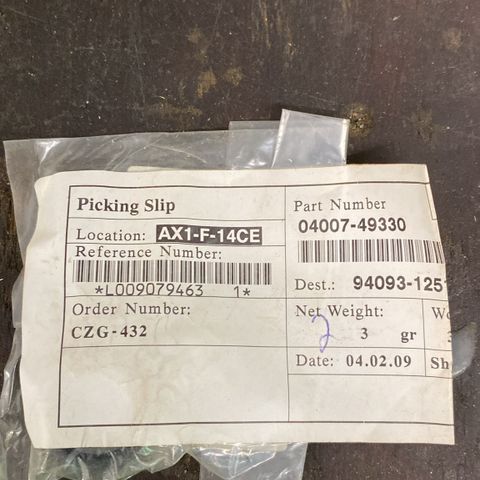 Picking Slip
Location: AX1-F-14CE
Reference Number:
*L009079463 1*
Order Number:
CZG-432
Part Number
04007-49330
Dest.: 94093-1251
Net Weight:
2 3 gr
Date: 04.02.09